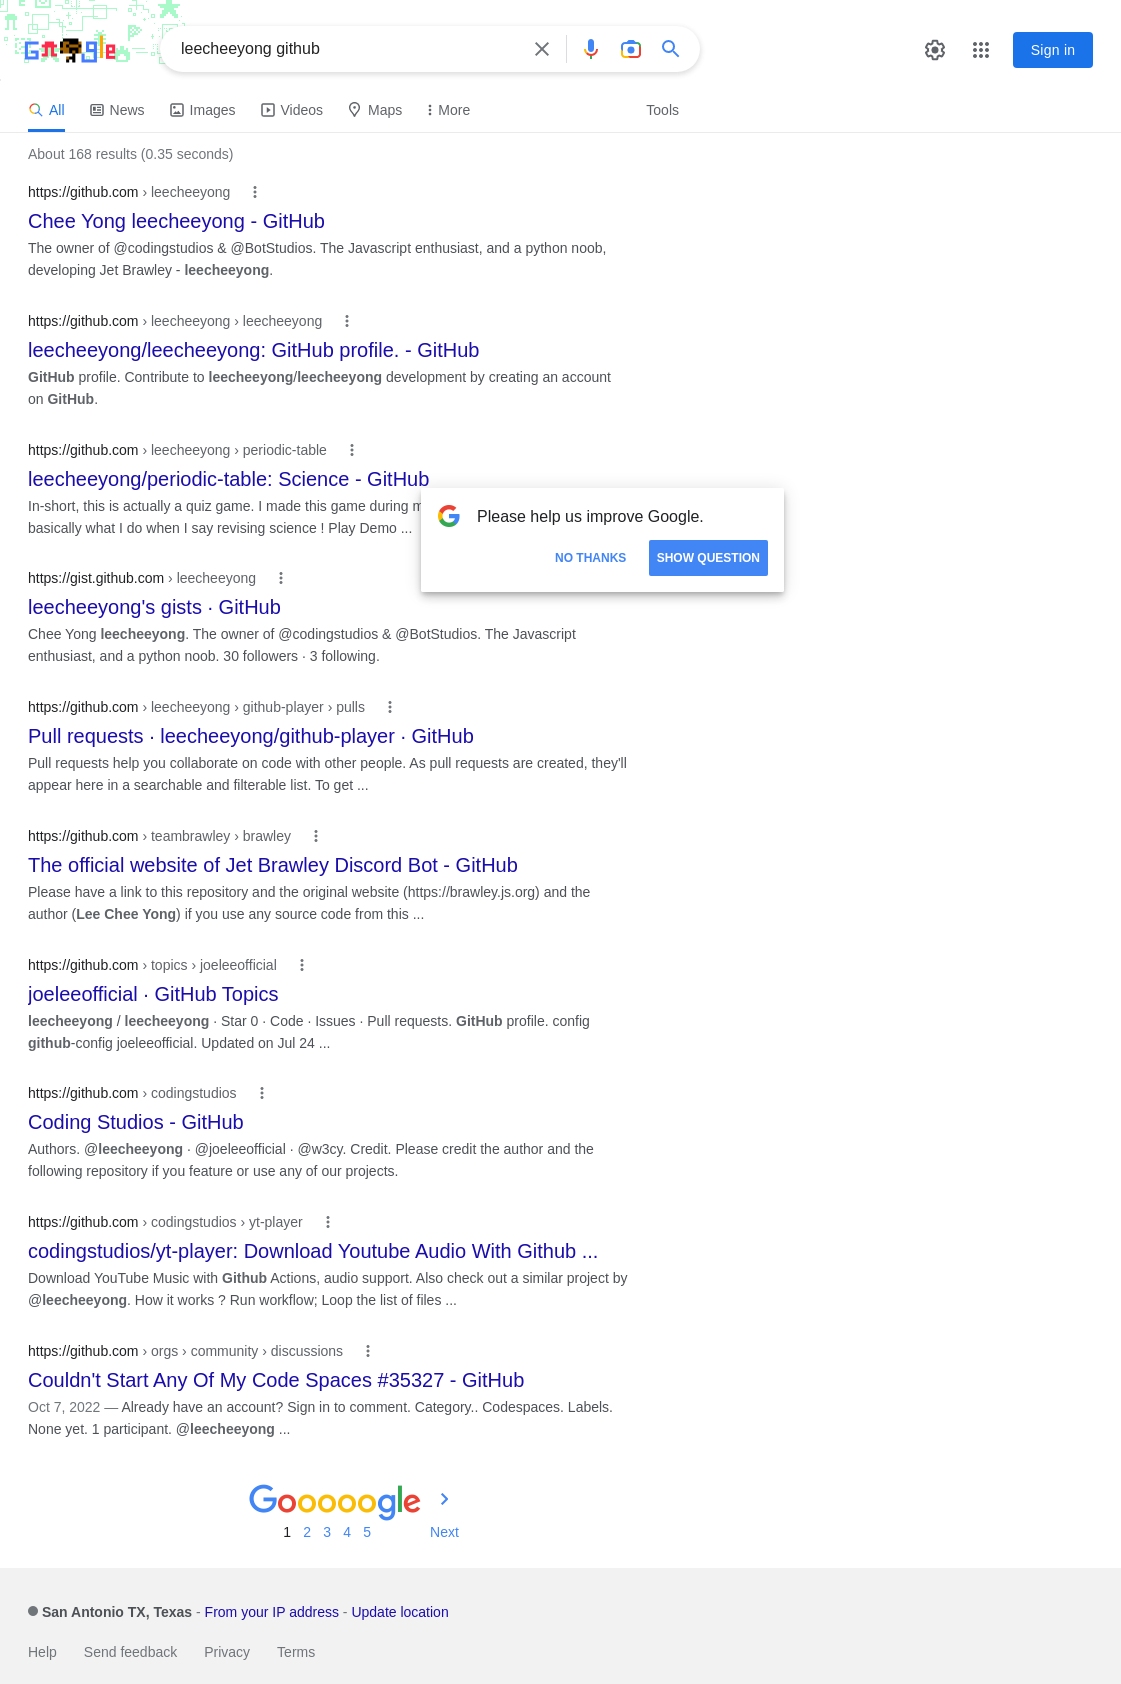 leecheeyong github
Sign in
All News Images Videos Maps More Tools
About 168 results (0.35 seconds)
https://github.com › leecheeyong
Chee Yong leecheeyong - GitHub
The owner of @codingstudios & @BotStudios. The Javascript enthusiast, and a python noob,
developing Jet Brawley - leecheeyong.
https://github.com › leecheeyong › leecheeyong
leecheeyong/leecheeyong: GitHub profile. - GitHub
GitHub profile. Contribute to leecheeyong/leecheeyong development by creating an account
on GitHub.
https://github.com › leecheeyong › periodic-table
leecheeyong/periodic-table: Science - GitHub
In-short, this is actually a quiz game. I made this game during
basically what I do when I say revising science ! Play Demo ...
Please help us improve Google.
NO THANKS SHOW QUESTION
https://gist.github.com › leecheeyong
leecheeyong's gists · GitHub
Chee Yong leecheeyong. The owner of @codingstudios & @BotStudios. The Javascript
enthusiast, and a python noob. 30 followers · 3 following.
https://github.com › leecheeyong › github-player › pulls
Pull requests · leecheeyong/github-player · GitHub
Pull requests help you collaborate on code with other people. As pull requests are created, they'll
appear here in a searchable and filterable list. To get ...
https://github.com › teambrawley › brawley
The official website of Jet Brawley Discord Bot - GitHub
Please have a link to this repository and the original website (https://brawley.js.org) and the
author (Lee Chee Yong) if you use any source code from this ...
https://github.com › topics › joeleeofficial
joeleeofficial · GitHub Topics
leecheeyong / leecheeyong · Star 0 · Code · Issues · Pull requests. GitHub profile. config
github-config joeleeofficial. Updated on Jul 24 ...
https://github.com › codingstudios
Coding Studios - GitHub
Authors. @leecheeyong · @joeleeofficial · @w3cy. Credit. Please credit the author and the
following repository if you feature or use any of our projects.
https://github.com › codingstudios › yt-player
codingstudios/yt-player: Download Youtube Audio With Github ...
Download YouTube Music with Github Actions, audio support. Also check out a similar project by
@leecheeyong. How it works ? Run workflow; Loop the list of files ...
https://github.com › orgs › community › discussions
Couldn't Start Any Of My Code Spaces #35327 - GitHub
Oct 7, 2022 — Already have an account? Sign in to comment. Category.. Codespaces. Labels.
None yet. 1 participant. @leecheeyong ...
Gooooogle
1 2 3 4 5 Next
San Antonio TX, Texas - From your IP address - Update location
Help Send feedback Privacy Terms